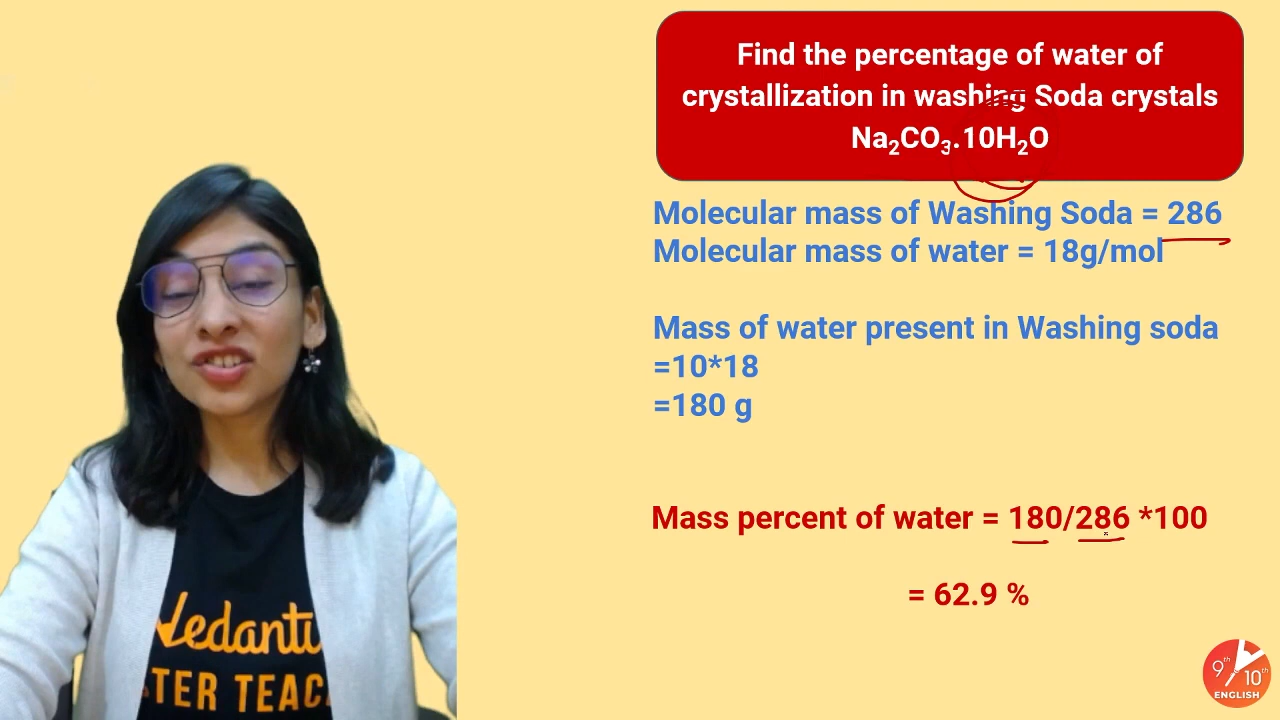 Find the percentage of water of
crystallization in washing Soda crystals
Na₂CO₃.10H₂O
Molecular mass of Washing Soda = 286
Molecular mass of water = 18g/mol
Mass of water present in Washing soda
=10*18
=180 g
Mass percent of water = 180/286 *100
= 62.9 %
Vedantu
TER TEAC
9th
10th
ENGLISH